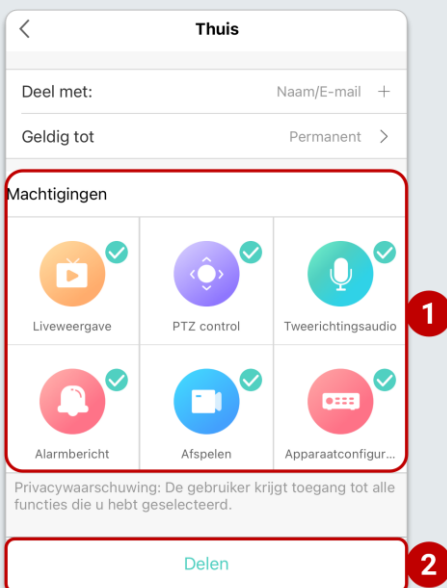 Thuis
Deel met: Naam/E-mail +
Geldig tot Permanent >
Machtigingen
Liveweergave PTZ control Tweerichtingsaudio
1
Alarmbericht Afspelen Apparaatconfigur...
Privacywaarschuwing: De gebruiker krijgt toegang tot alle
functies die u hebt geselecteerd.
Delen
2